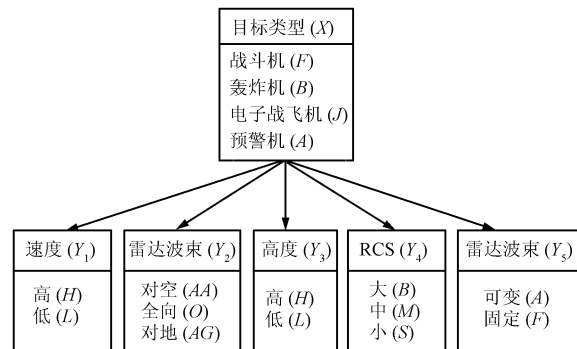 目标类型 (X)
战斗机 (F)
轰炸机 (B)
电子战飞机 (J)
预警机 (A)
速度 (Y₁)
高 (H)
低 (L)
雷达波束 (Y₂)
对空 (AA)
全向 (O)
对地 (AG)
高度 (Y₃)
高 (H)
低 (L)
RCS (Y₄)
大 (B)
中 (M)
小 (S)
雷达波束 (Y₅)
可变 (A)
固定 (F)